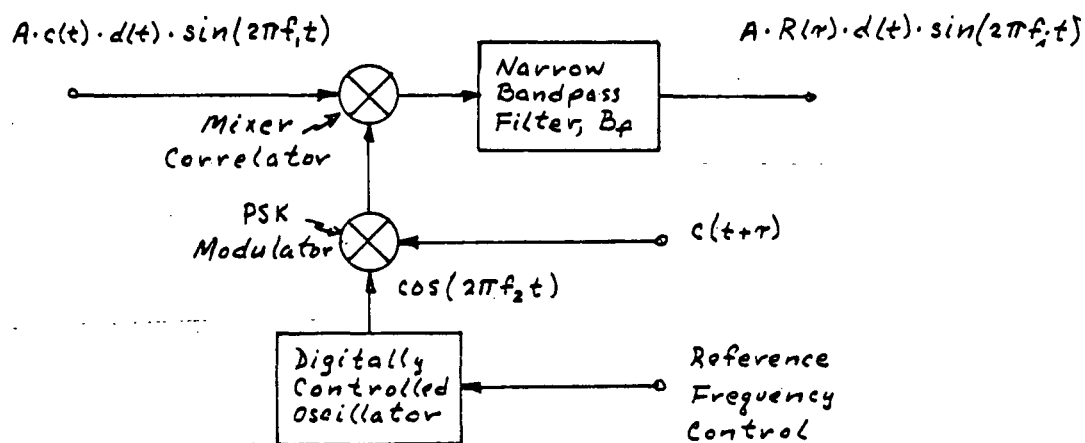 A·c(t)·d(t)·sin(2πf₁t)
A·R(τ)·d(t)·sin(2πf₁t)
Narrow
Bandpass
Filter, Bf
Mixer
Correlator
PSK
Modulator
c(t+τ)
cos(2πf₂t)
Digitally
Controlled
Oscillator
Reference
Frequency
Control